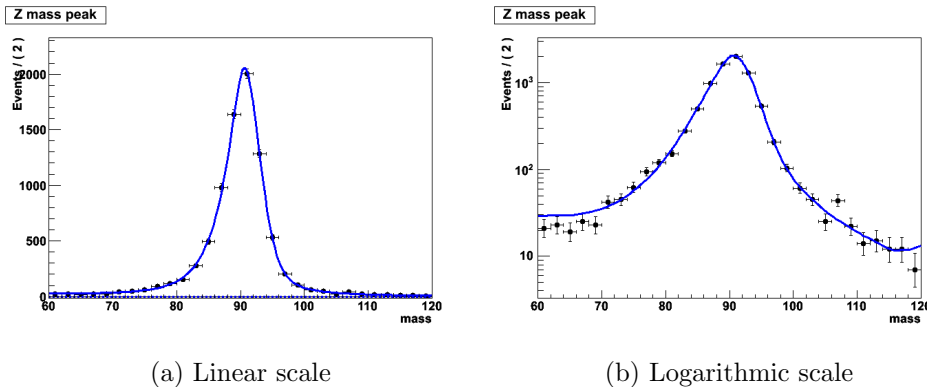 Z mass peak
Events / ( 2 )
2000
1500
1000
500
0
60 70 80 90 100 110 120
mass
(a) Linear scale
Z mass peak
Events / ( 2 )
10³
10²
10
60 70 80 90 100 110 120
mass
(b) Logarithmic scale